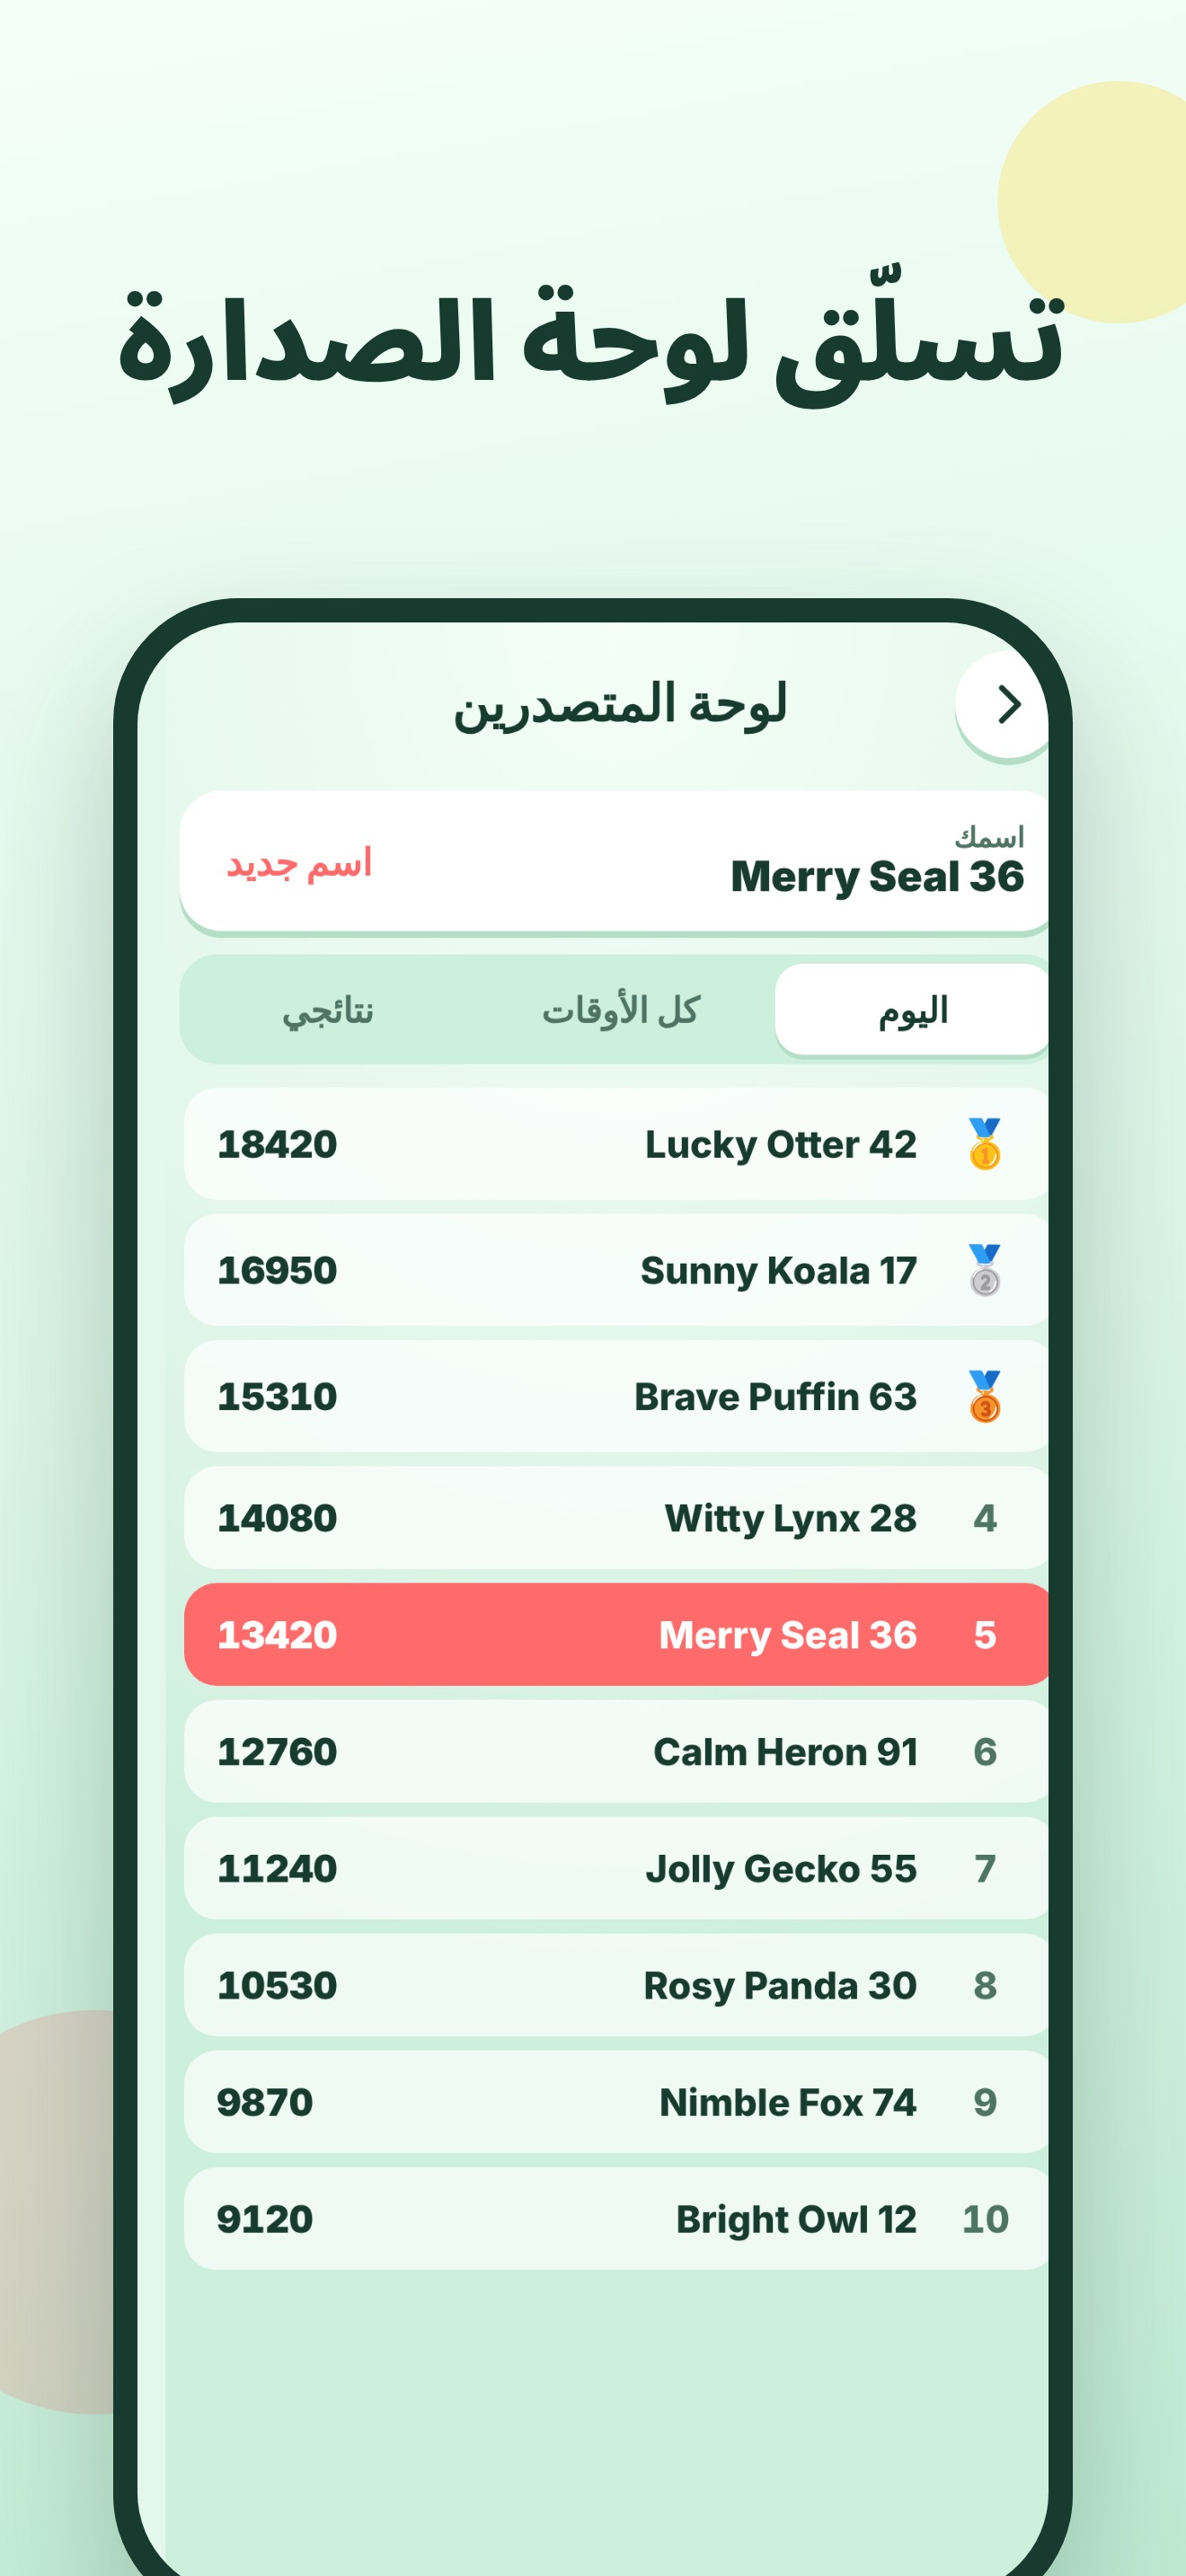 تسلّق لوحة الصدارة
لوحة المتصدرين
اسمك
Merry Seal 36
اسم جديد
اليوم كل الأوقات نتائجي
1 Lucky Otter 42 18420
2 Sunny Koala 17 16950
3 Brave Puffin 63 15310
4 Witty Lynx 28 14080
5 Merry Seal 36 13420
6 Calm Heron 91 12760
7 Jolly Gecko 55 11240
8 Rosy Panda 30 10530
9 Nimble Fox 74 9870
10 Bright Owl 12 9120